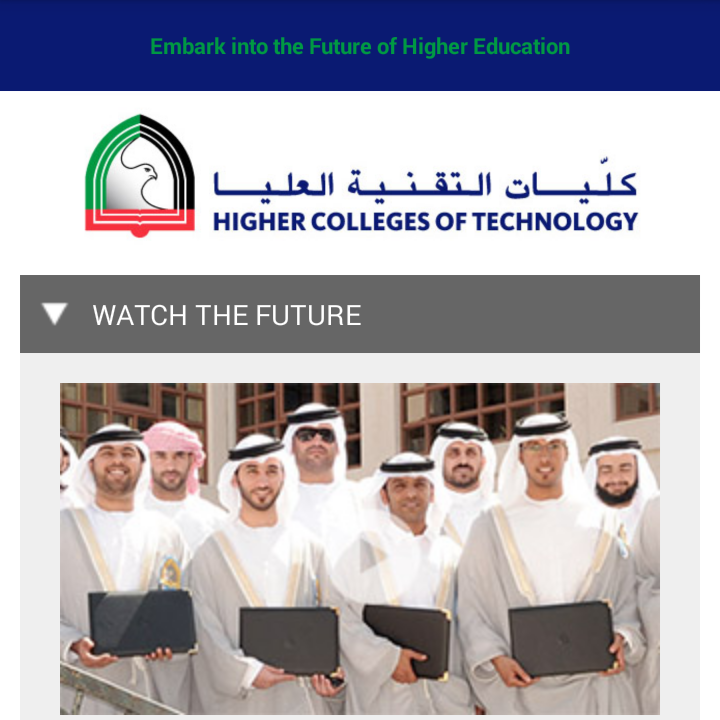 Embark into the Future of Higher Education
كلّيات التقنية العليا
HIGHER COLLEGES OF TECHNOLOGY
WATCH THE FUTURE